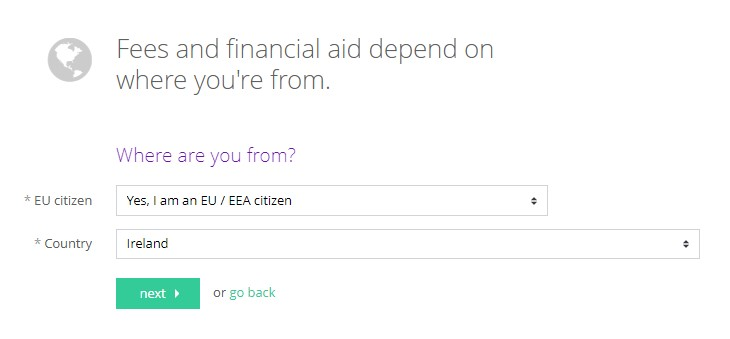 Fees and financial aid depend on
where you're from.
Where are you from?
* EU citizen Yes, I am an EU / EEA citizen
* Country Ireland
next or go back